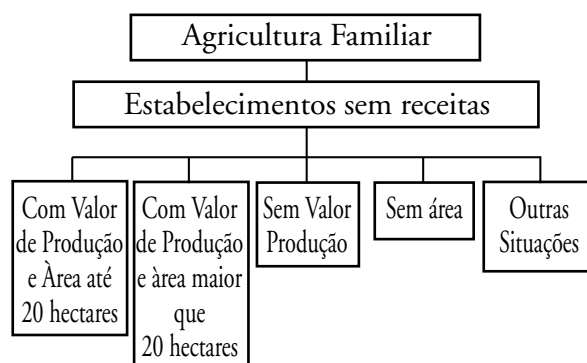 Agricultura Familiar
Estabelecimentos sem receitas
Com Valor
de Produção
e Àrea até
20 hectares
Com Valor
de Produção
e àrea maior
que
20 hectares
Sem Valor
Produção
Sem área
Outras
Situações